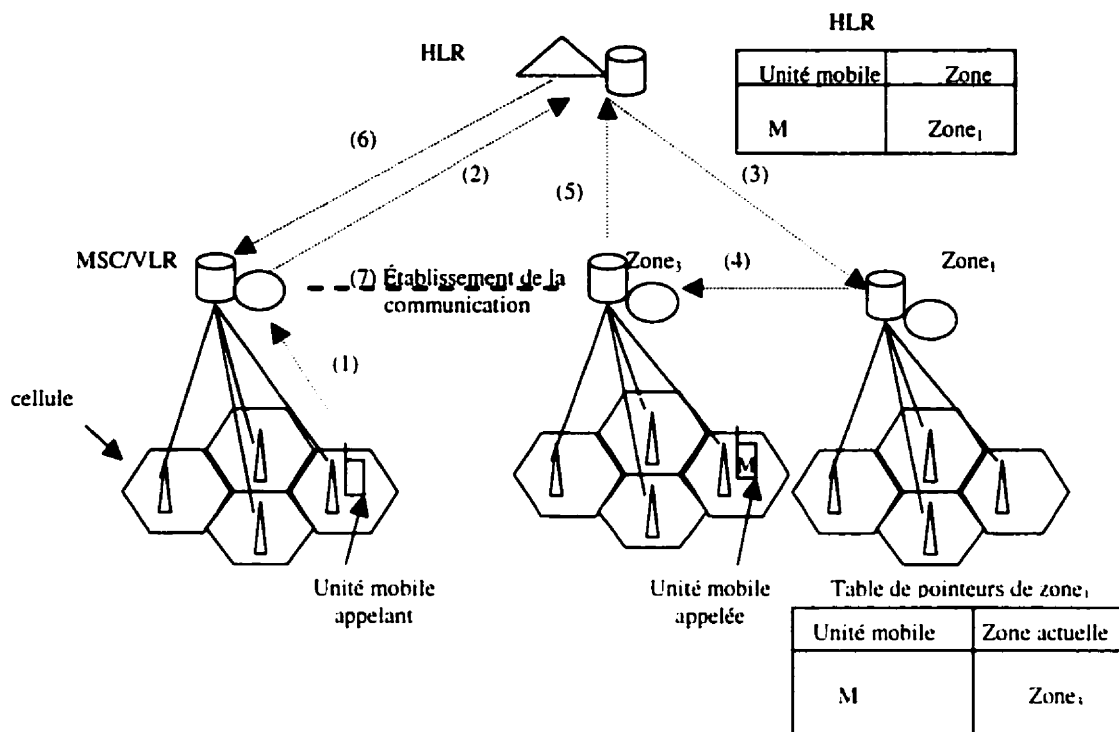 HLR
HLR
Unité mobile Zone
M Zone₁
(6)
(2)
(5)
(3)
MSC/VLR
Zone₃
(4)
Zone₁
(7) Établissement de la
communication
(1)
cellule
M
Unité mobile
appelant
Unité mobile
appelée
Table de pointeurs de zone₁
Unité mobile Zone actuelle
M Zone₃